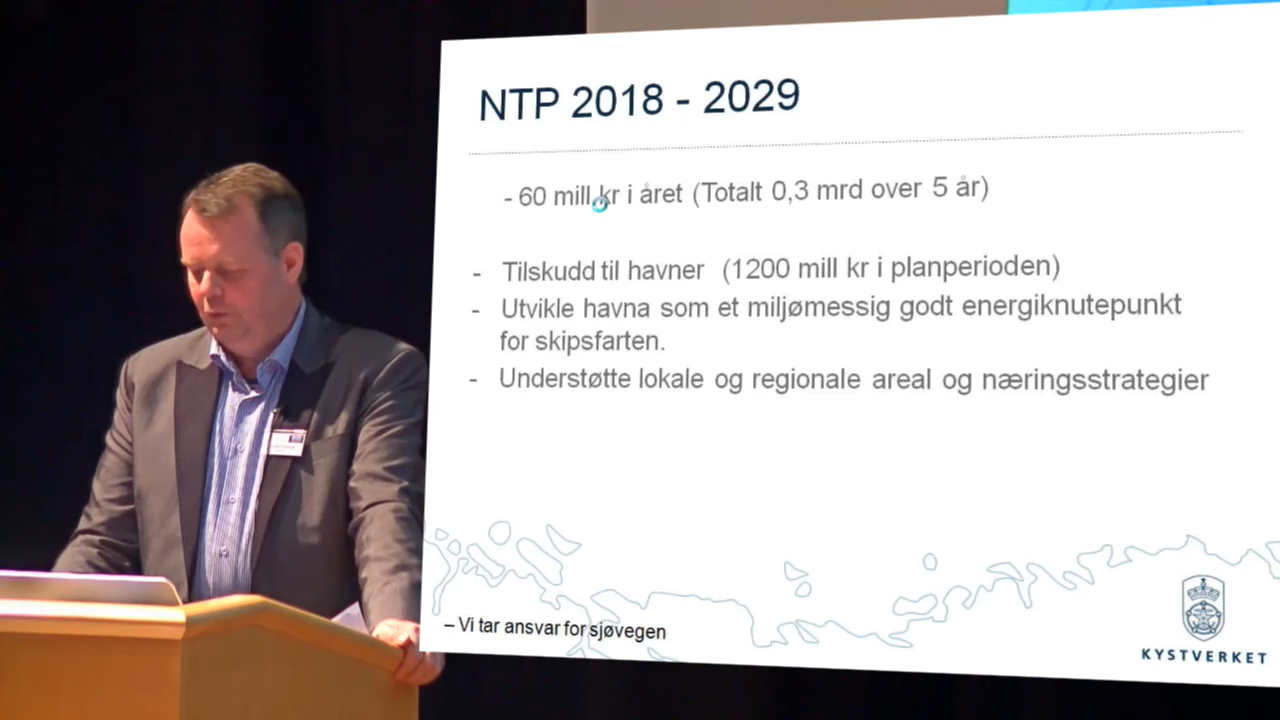 NTP 2018 - 2029
- 60 mill kr i året (Totalt 0,3 mrd over 5 år)
- Tilskudd til havner (1200 mill kr i planperioden)
- Utvikle havna som et miljømessig godt energiknutepunkt
for skipsfarten.
- Understøtte lokale og regionale areal og næringsstrategier
– Vi tar ansvar for sjøvegen
KYSTVERKET